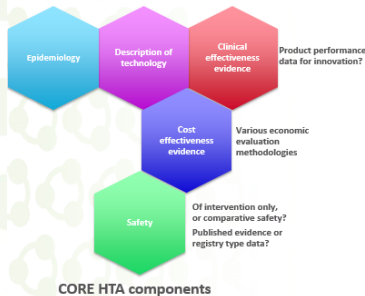 Epidemiology
Description of
technology
Clinical
effectiveness
evidence
Product performance
data for innovation?
Cost
effectiveness
evidence
Various economic
evaluation
methodologies
Safety
Of intervention only,
or comparative safety?
Published evidence or
registry type data?
CORE HTA components